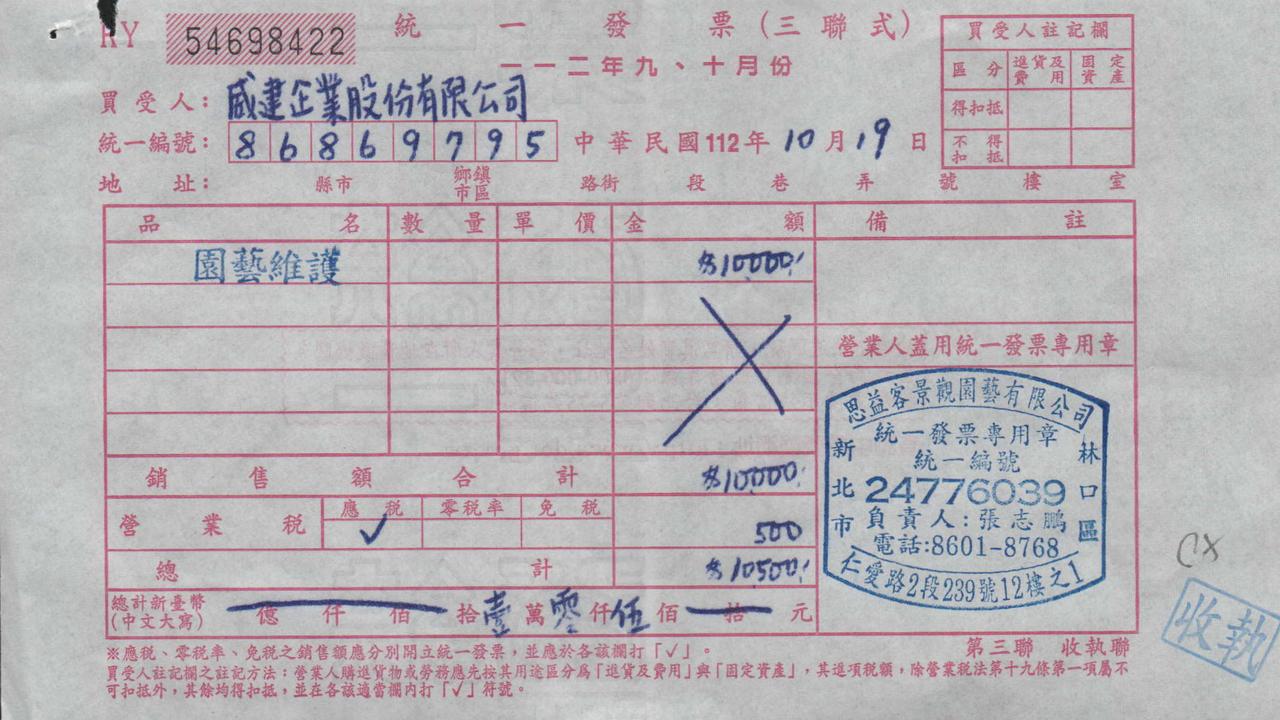 RY 54698422 統一發票(三聯式)
一一二年九、十月份
買受人註記欄
區分 進貨及費用 固定資產
得扣抵
不得扣抵
買受人: 威建企業股份有限公司
統一編號: 86869795 中華民國112年10月19日
地址: 縣市 鄉鎮市區 路街 段 巷 弄 號 樓 室
品名 數量 單價 金額 備註
園藝維護 $10000.
營業人蓋用統一發票專用章
思益客景觀園藝有限公司
統一發票專用章
統一編號
24776039
負責人:張志鵬
電話:8601-8768
新北市 林口區
仁愛路2段239號12樓之1
銷售額合計 $10000.
營業稅 應稅 零稅率 免稅
✓ 500
總計 $10500.
總計新臺幣(中文大寫) 億 仟 佰 拾壹萬零仟伍佰 拾 元
CX
收執
第三聯 收執聯
※應稅、零稅率、免稅之銷售額應分別開立統一發票,並應於各該欄打「✓」。
買受人註記欄之註記方法:營業人購進貨物或勞務應先按其用途區分為「進貨及費用」與「固定資產」,其進項稅額,除營業稅法第十九條第一項屬不
可扣抵外,其餘均得扣抵,並在各該適當欄內打「✓」符號。